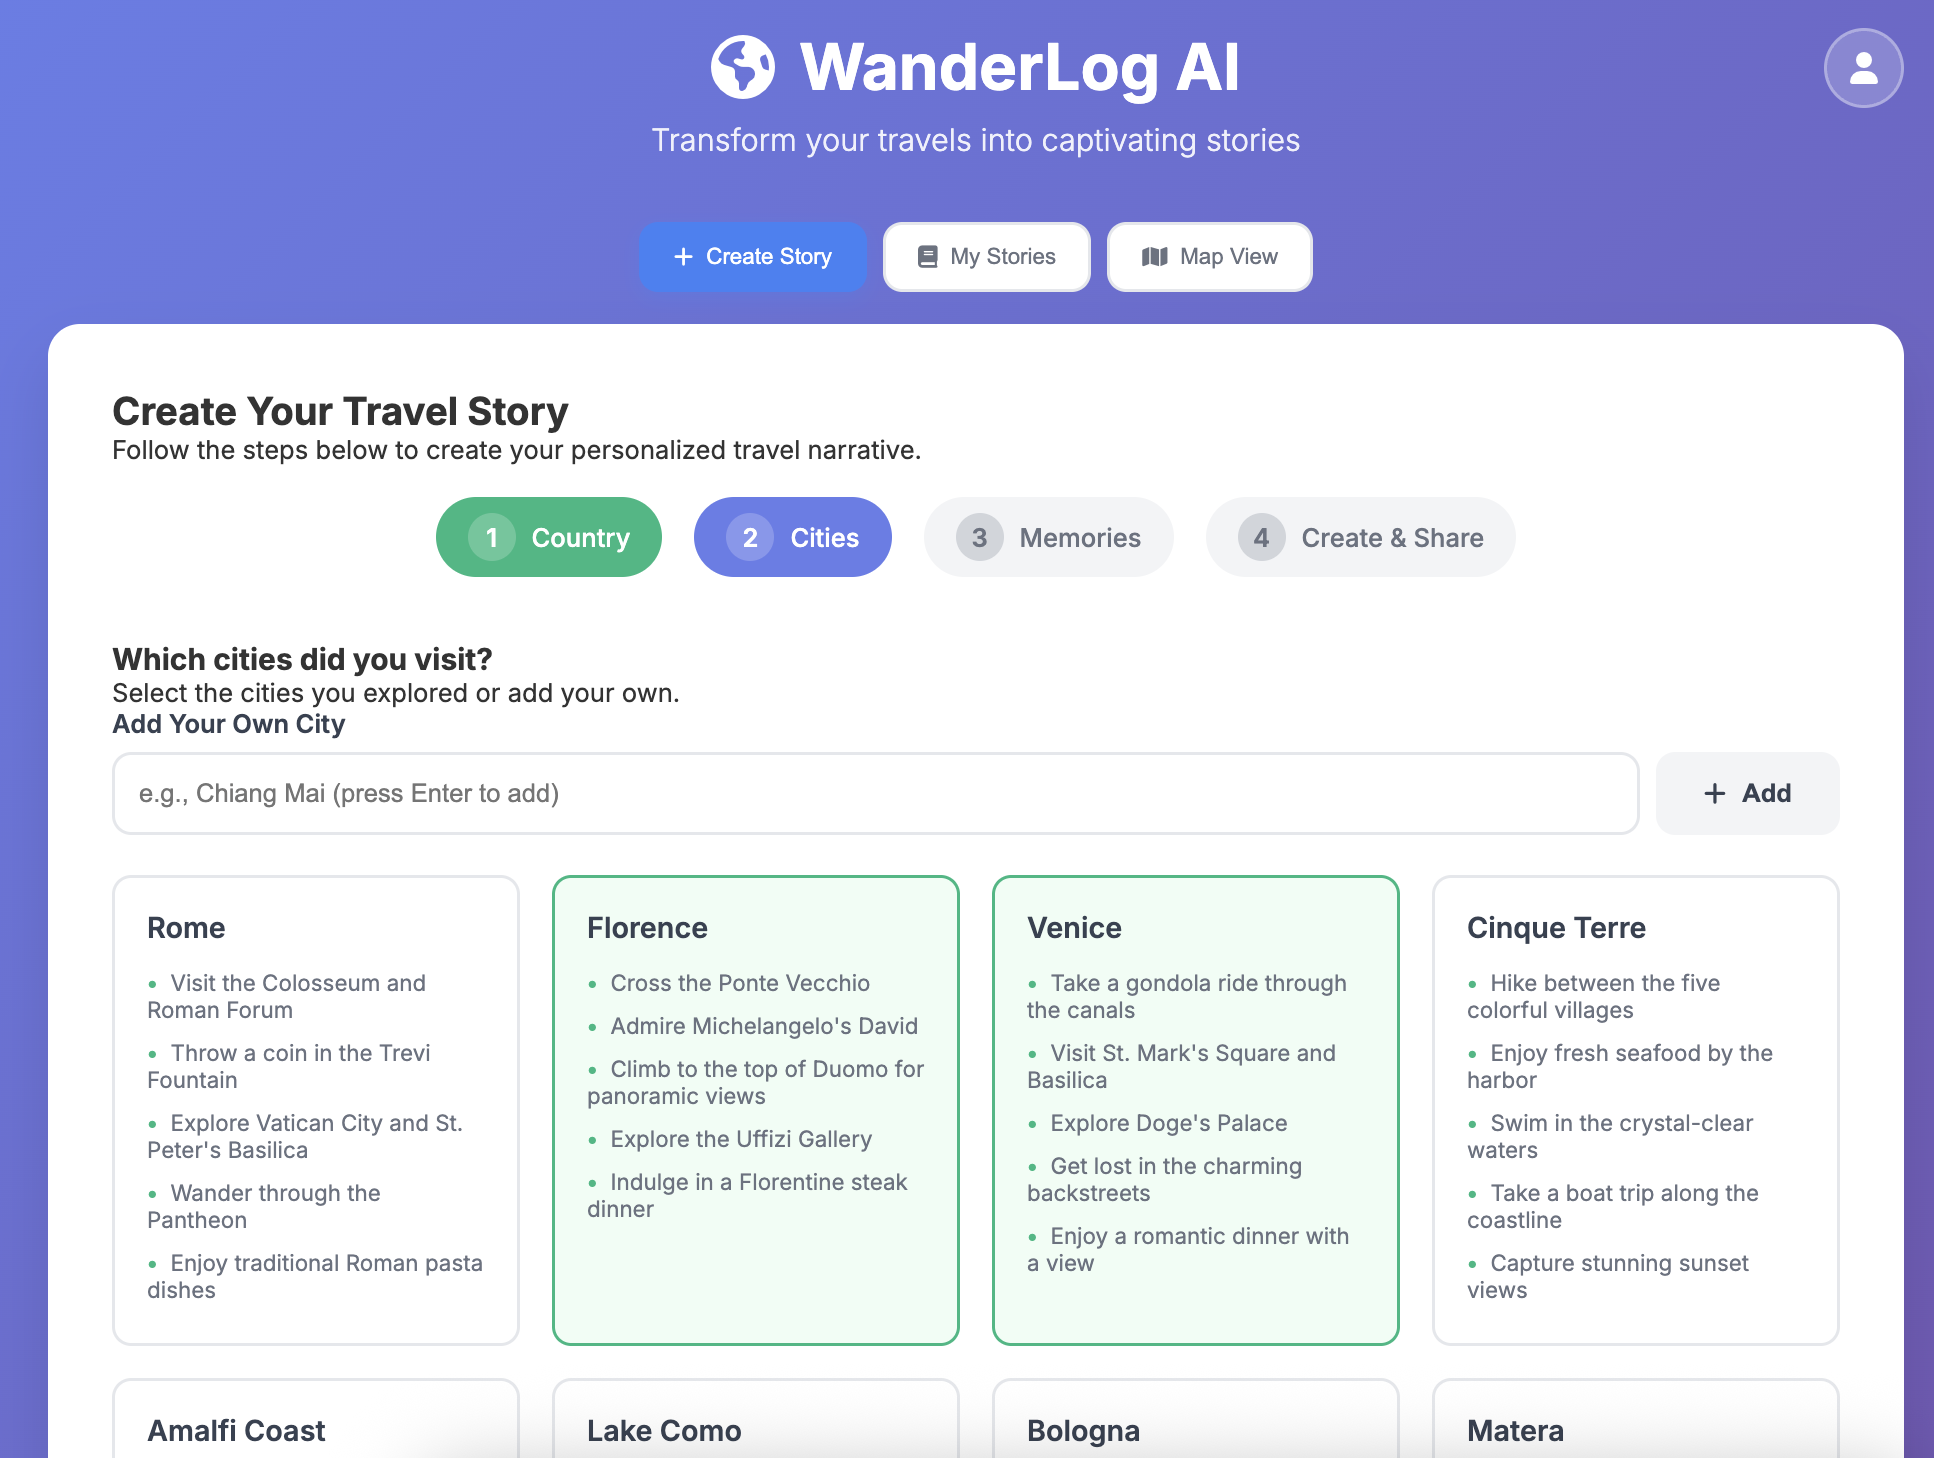 WanderLog AI
Transform your travels into captivating stories
+ Create Story
My Stories
Map View
Create Your Travel Story
Follow the steps below to create your personalized travel narrative.
1 Country
2 Cities
3 Memories
4 Create & Share
Which cities did you visit?
Select the cities you explored or add your own.
Add Your Own City
e.g., Chiang Mai (press Enter to add)
+ Add
Rome
• Visit the Colosseum and
Roman Forum
• Throw a coin in the Trevi
Fountain
• Explore Vatican City and St.
Peter's Basilica
• Wander through the
Pantheon
• Enjoy traditional Roman pasta
dishes
Florence
• Cross the Ponte Vecchio
• Admire Michelangelo's David
• Climb to the top of Duomo for
panoramic views
• Explore the Uffizi Gallery
• Indulge in a Florentine steak
dinner
Venice
• Take a gondola ride through
the canals
• Visit St. Mark's Square and
Basilica
• Explore Doge's Palace
• Get lost in the charming
backstreets
• Enjoy a romantic dinner with
a view
Cinque Terre
• Hike between the five
colorful villages
• Enjoy fresh seafood by the
harbor
• Swim in the crystal-clear
waters
• Take a boat trip along the
coastline
• Capture stunning sunset
views
Amalfi Coast
Lake Como
Bologna
Matera